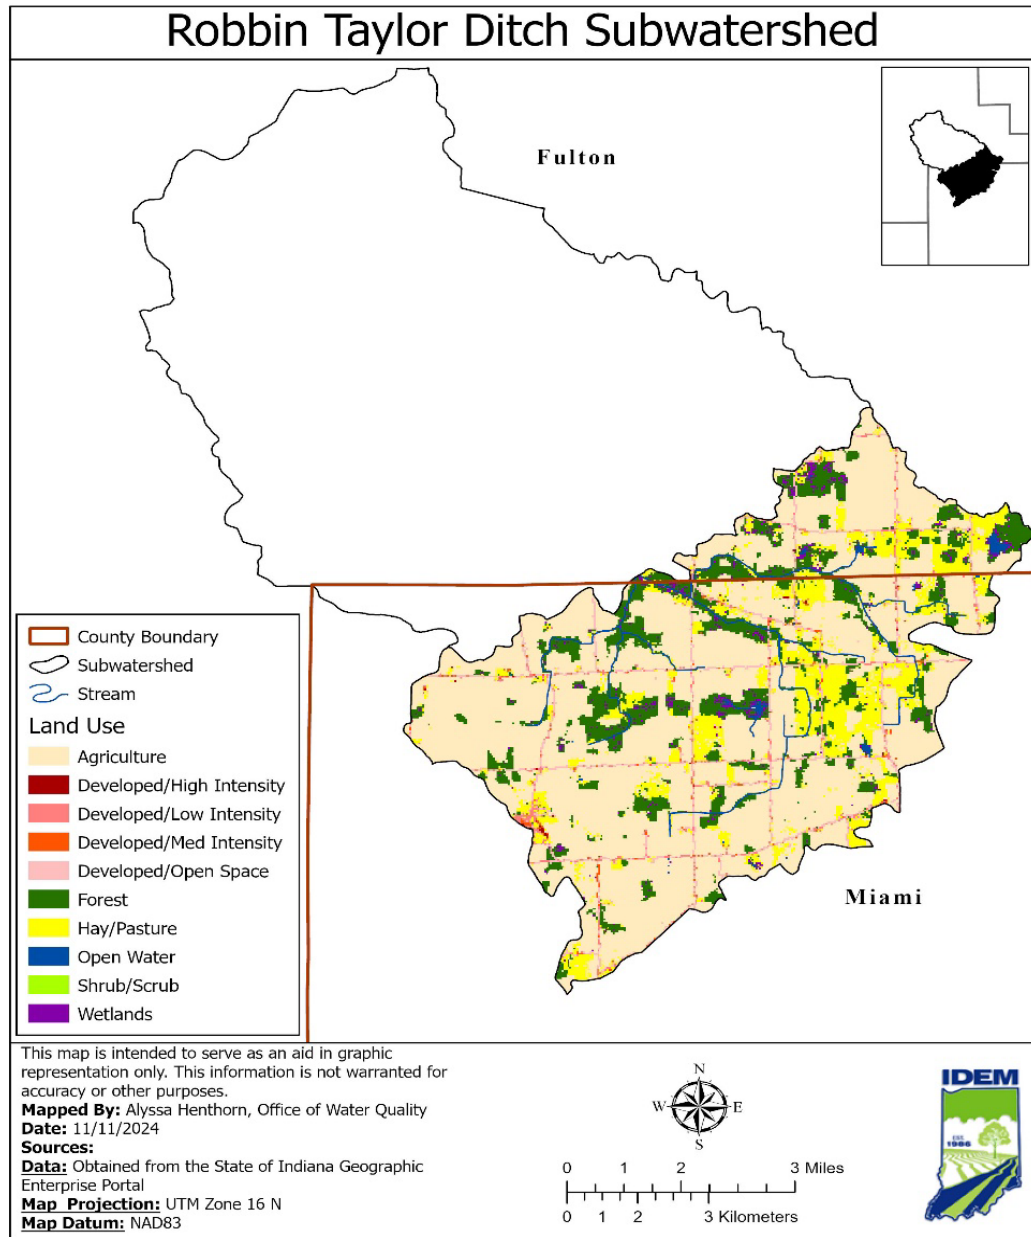 Robbin Taylor Ditch Subwatershed
Fulton
County Boundary
Subwatershed
Stream
Land Use
Agriculture
Developed/High Intensity
Developed/Low Intensity
Developed/Med Intensity
Developed/Open Space
Forest
Hay/Pasture
Open Water
Shrub/Scrub
Wetlands
Miami
This map is intended to serve as an aid in graphic
representation only. This information is not warranted for
accuracy or other purposes.
Mapped By: Alyssa Henthorn, Office of Water Quality
Date: 11/11/2024
Sources:
Data: Obtained from the State of Indiana Geographic
Enterprise Portal
Map Projection: UTM Zone 16 N
Map Datum: NAD83
N
W E
S
0 1 2 3 Miles
0 1 2 3 Kilometers
IDEM
EST.
1986